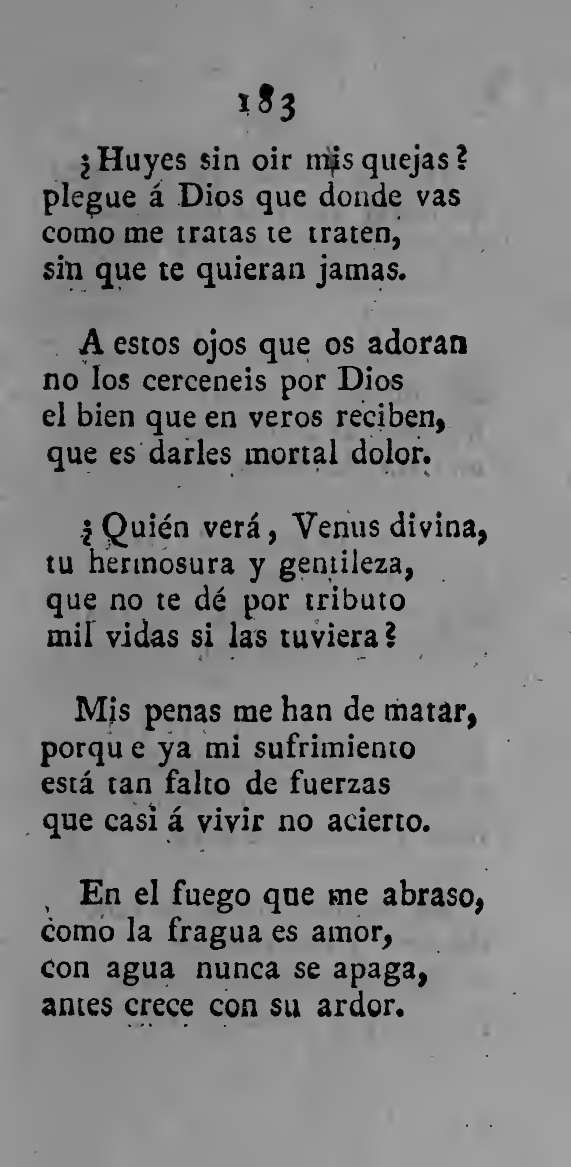 183
¿Huyes sin oir mis quejas?
plegue á Dios que donde vas
como me tratas te traten,
sin que te quieran jamas.
A estos ojos que os adoran
no los cerceneis por Dios
el bien que en veros reciben,
que es darles mortal dolor.
¿Quién verá, Venus divina,
tu hermosura y gentileza,
que no te dé por tributo
mil vidas si las tuviera?
Mis penas me han de matar,
porqu e ya mi sufrimiento
está tan falto de fuerzas
que casi á vivir no acierto.
En el fuego que me abraso,
como la fragua es amor,
con agua nunca se apaga,
antes crece con su ardor.